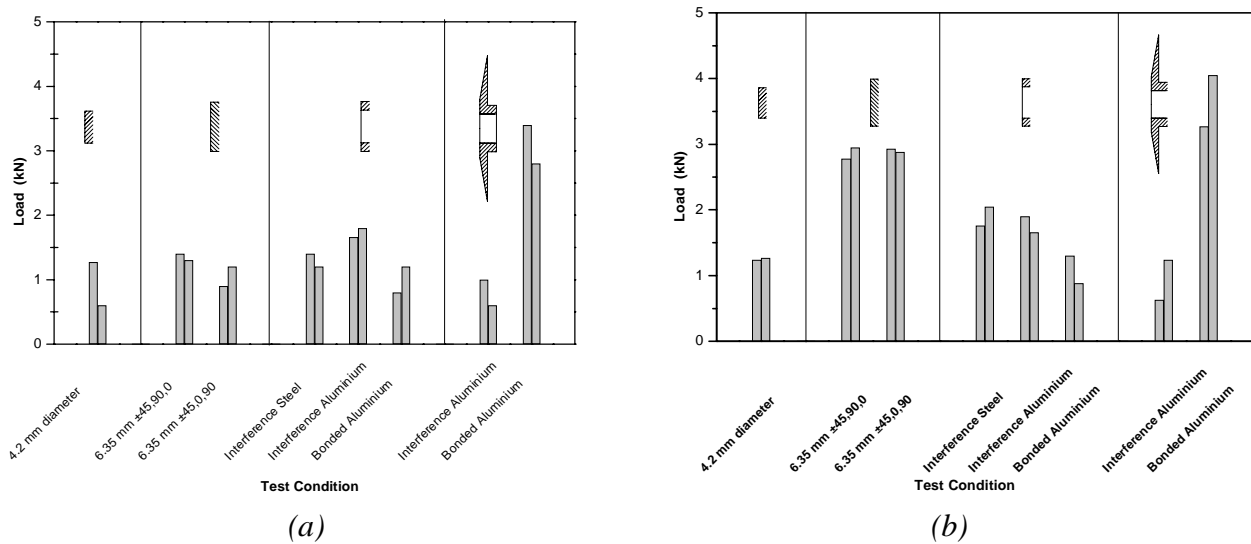 5
4
3
2
1
0
Load (kN)
4.2 mm diameter
6.35 mm ±45,90,0
6.35 mm ±45,0,90
Interference Steel
Interference Aluminium
Bonded Aluminium
Interference Aluminium
Bonded Aluminium
Test Condition
(a)
5
4
3
2
1
0
Load (kN)
4.2 mm diameter
6.35 mm ±45,90,0
6.35 mm ±45,0,90
Interference Steel
Interference Aluminium
Bonded Aluminium
Interference Aluminium
Bonded Aluminium
Test Condition
(b)